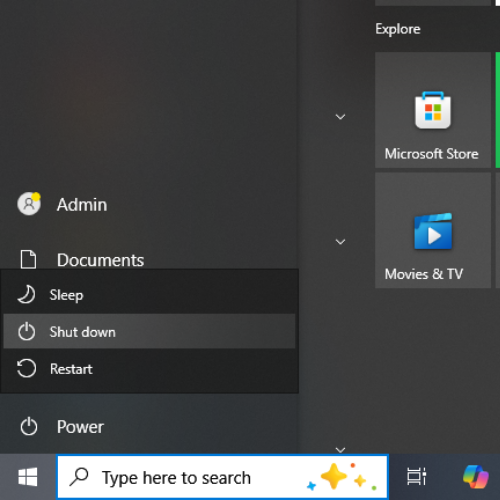 Explore
Microsoft Store
Admin
Documents
Movies & TV
Sleep
Shut down
Restart
Power
Type here to search